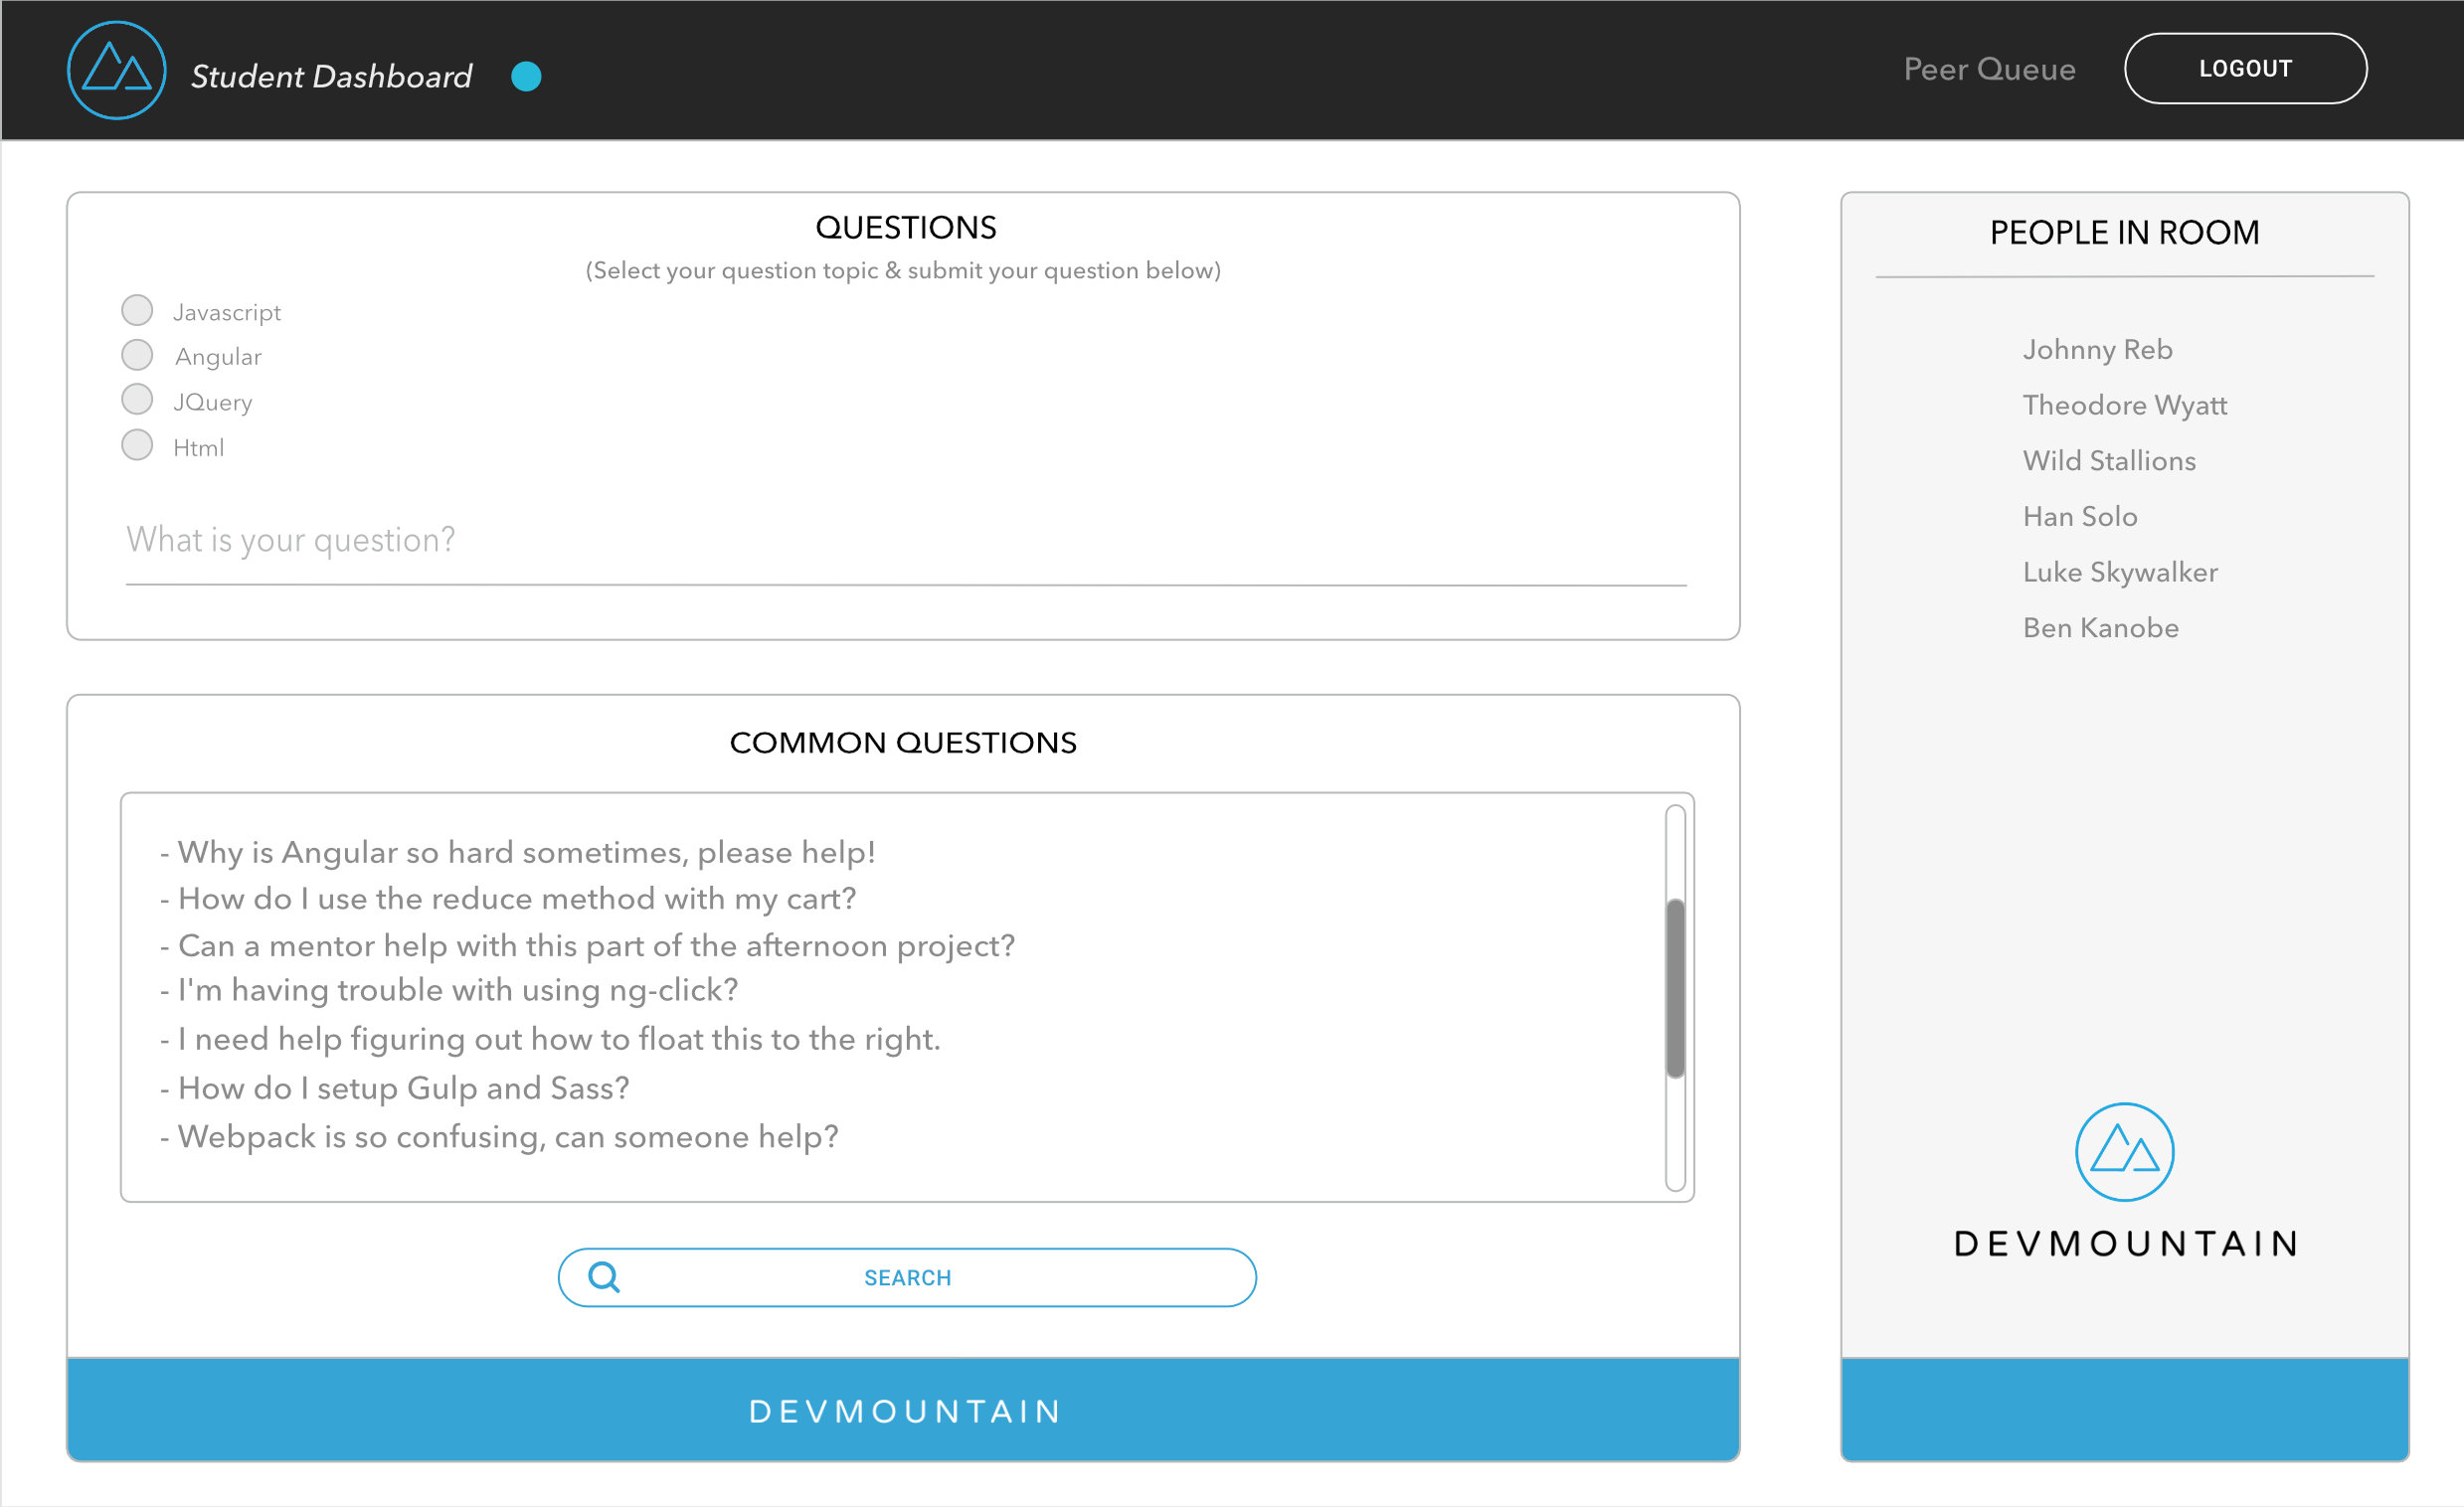 Student Dashboard
Peer Queue
LOGOUT
QUESTIONS
(Select your question topic & submit your question below)
Javascript
Angular
JQuery
Html
What is your question?
COMMON QUESTIONS
- Why is Angular so hard sometimes, please help!
- How do I use the reduce method with my cart?
- Can a mentor help with this part of the afternoon project?
- I'm having trouble with using ng-click?
- I need help figuring out how to float this to the right.
- How do I setup Gulp and Sass?
- Webpack is so confusing, can someone help?
SEARCH
DEVMOUNTAIN
PEOPLE IN ROOM
Johnny Reb
Theodore Wyatt
Wild Stallions
Han Solo
Luke Skywalker
Ben Kanobe
DEVMOUNTAIN